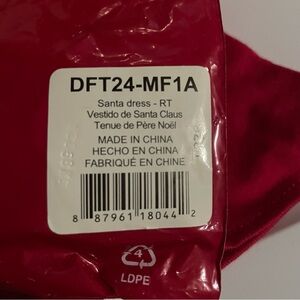 DFT24-MF1A
Santa dress - RT
Vestido de Santa Claus
Tenue de Père Noël
MADE IN CHINA
HECHO EN CHINA
FABRIQUÉ EN CHINE
8 87961 18044 2
4
LDPE